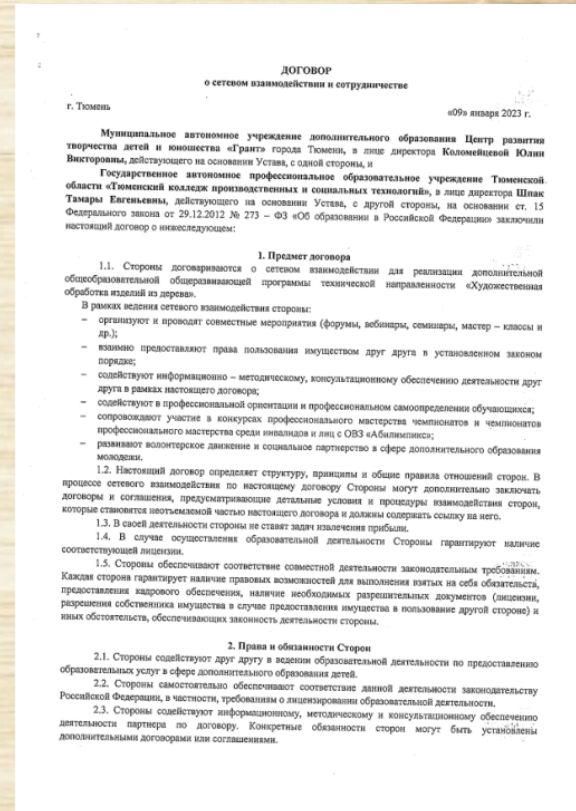 ДОГОВОР
о сетевом взаимодействии и сотрудничестве
г. Тюмень
«09» января 2023 г.
Муниципальное автономное учреждение дополнительного образования Центр развития
творчества детей и юношества «Грант» города Тюмени, в лице директора Коломейцевой Юлии
Викторовны, действующего на основании Устава, с одной стороны, и
Государственное автономное профессиональное образовательное учреждение Тюменской
области «Тюменский колледж производственных и социальных технологий», в лице директора Шпак
Тамары Евгеньевны, действующего на основании Устава, с другой стороны, на основании ст. 15
Федерального закона от 29.12.2012 № 273 – ФЗ «Об образовании в Российской Федерации» заключили
настоящий договор о нижеследующем:
1. Предмет договора
1.1. Стороны договариваются о сетевом взаимодействии для реализации дополнительной
общеобразовательной общеразвивающей программы технической направленности «Художественная
обработка изделий из дерева».
В рамках ведения сетевого взаимодействия стороны:
– организуют и проводят совместные мероприятия (форумы, вебинары, семинары, мастер – классы и
др.);
– взаимно предоставляют права пользования имуществом друг друга в установленном законом
порядке;
– содействуют информационно – методическому, консультационному обеспечению деятельности друг
друга в рамках настоящего договора;
– содействуют в профессиональной ориентации и профессиональном самоопределении обучающихся;
– сопровождают участие в конкурсах профессионального мастерства чемпионатов и чемпионатов
профессионального мастерства среди инвалидов и лиц с ОВЗ «Абилимпикс»;
– развивают волонтерское движение и социальное партнерство в сфере дополнительного образования
молодежи.
1.2. Настоящий договор определяет структуру, принципы и общие правила отношений сторон. В
процессе сетевого взаимодействия по настоящему договору Стороны могут дополнительно заключать
договоры и соглашения, предусматривающие детальные условия и процедуры взаимодействия сторон,
которые становятся неотъемлемой частью настоящего договора и должны содержать ссылку на него.
1.3. В своей деятельности стороны не ставят задач извлечения прибыли.
1.4. В случае осуществления образовательной деятельности Стороны гарантируют наличие
соответствующей лицензии.
1.5. Стороны обеспечивают соответствие совместной деятельности законодательным требованиям.
Каждая сторона гарантирует наличие правовых возможностей для выполнения взятых на себя обязательств,
предоставления кадрового обеспечения, наличие необходимых разрешительных документов (лицензии,
разрешения собственника имущества в случае предоставления имущества в пользование другой стороне) и
иных обстоятельств, обеспечивающих законность деятельности стороны.
2. Права и обязанности Сторон
2.1. Стороны содействуют друг другу в ведении образовательной деятельности по предоставлению
образовательных услуг в сфере дополнительного образования детей.
2.2. Стороны самостоятельно обеспечивают соответствие данной деятельности законодательству
Российской Федерации, в частности, требованиям о лицензировании образовательной деятельности.
2.3. Стороны содействуют информационному, методическому и консультационному обеспечению
деятельности партнера по договору. Конкретные обязанности сторон могут быть установлены
дополнительными договорами или соглашениями.